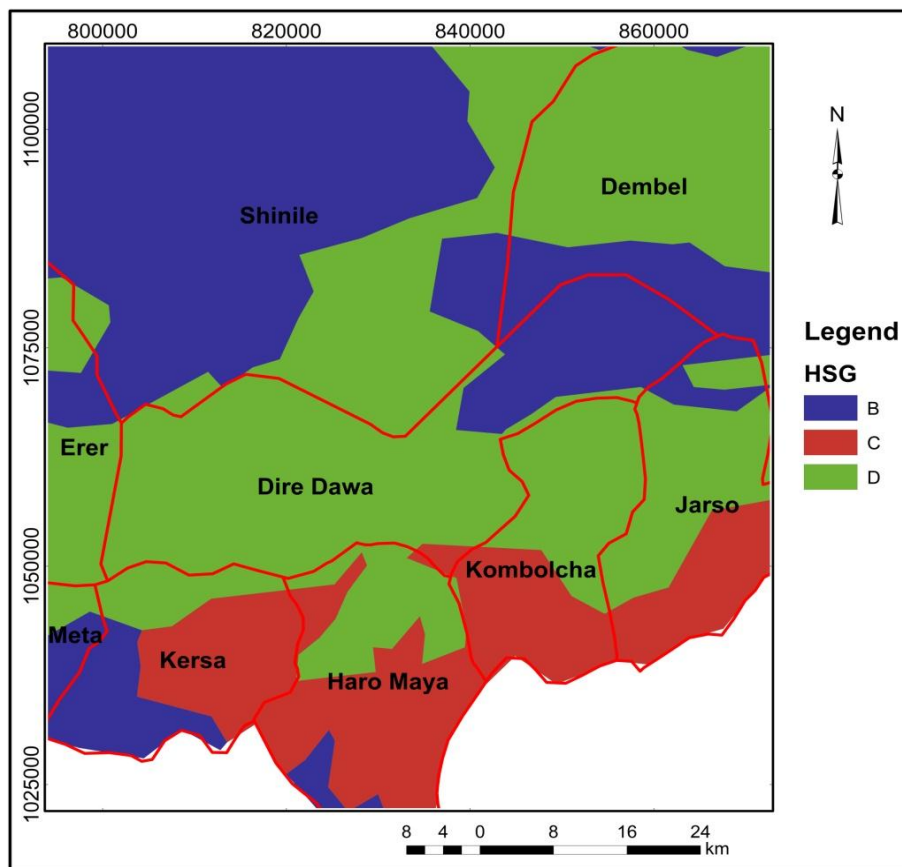 800000 820000 840000 860000
1100000
1075000
1050000
1025000
N
Dembel
Shinile
Legend
HSG
B
C
D
Erer
Dire Dawa
Jarso
Kombolcha
Meta
Kersa
Haro Maya
8 4 0 8 16 24
km